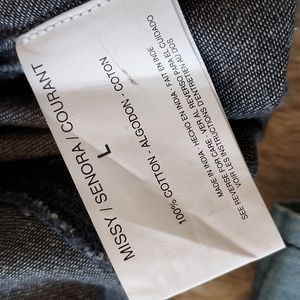 MISSY / SENORA / COURANT
L
100% COTTON - ALGODON - COTON
MADE IN INDIA - HECHO EN INDIA - FAIT EN INDE
SEE REVERSE FOR CARE - VER AL REVERSO PARA EL CUIDADO
VOIR LES INSTRUCTIONS D'ENTRETIEN AU DOS